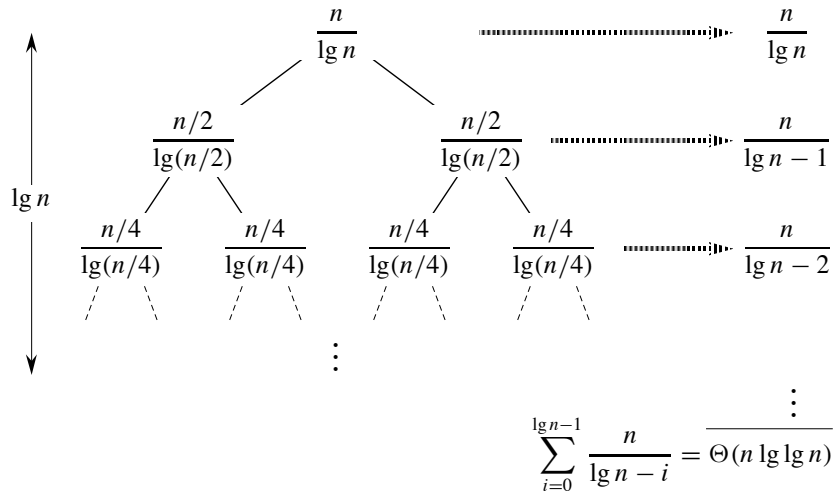 n/lg n n/lg n
(n/2)/lg(n/2) (n/2)/lg(n/2) n/(lg n − 1)
lg n
(n/4)/lg(n/4) (n/4)/lg(n/4) (n/4)/lg(n/4) (n/4)/lg(n/4) n/(lg n − 2)
⋮
⋮
∑_{i=0}^{lg n−1} n/(lg n − i) = Θ(n lg lg n)